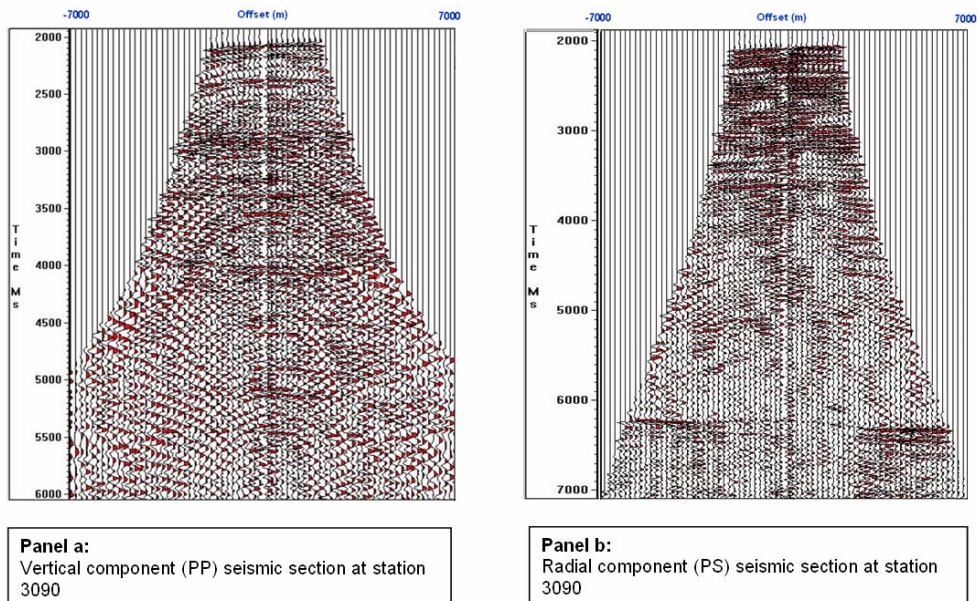 -7000 Offset (m) 7000
2000
2500
3000
3500
4000
4500
5000
5500
6000
Time Ms
Panel a:
Vertical component (PP) seismic section at station
3090
-7000 Offset (m) 7000
2000
3000
4000
5000
6000
7000
Time Ms
Panel b:
Radial component (PS) seismic section at station
3090